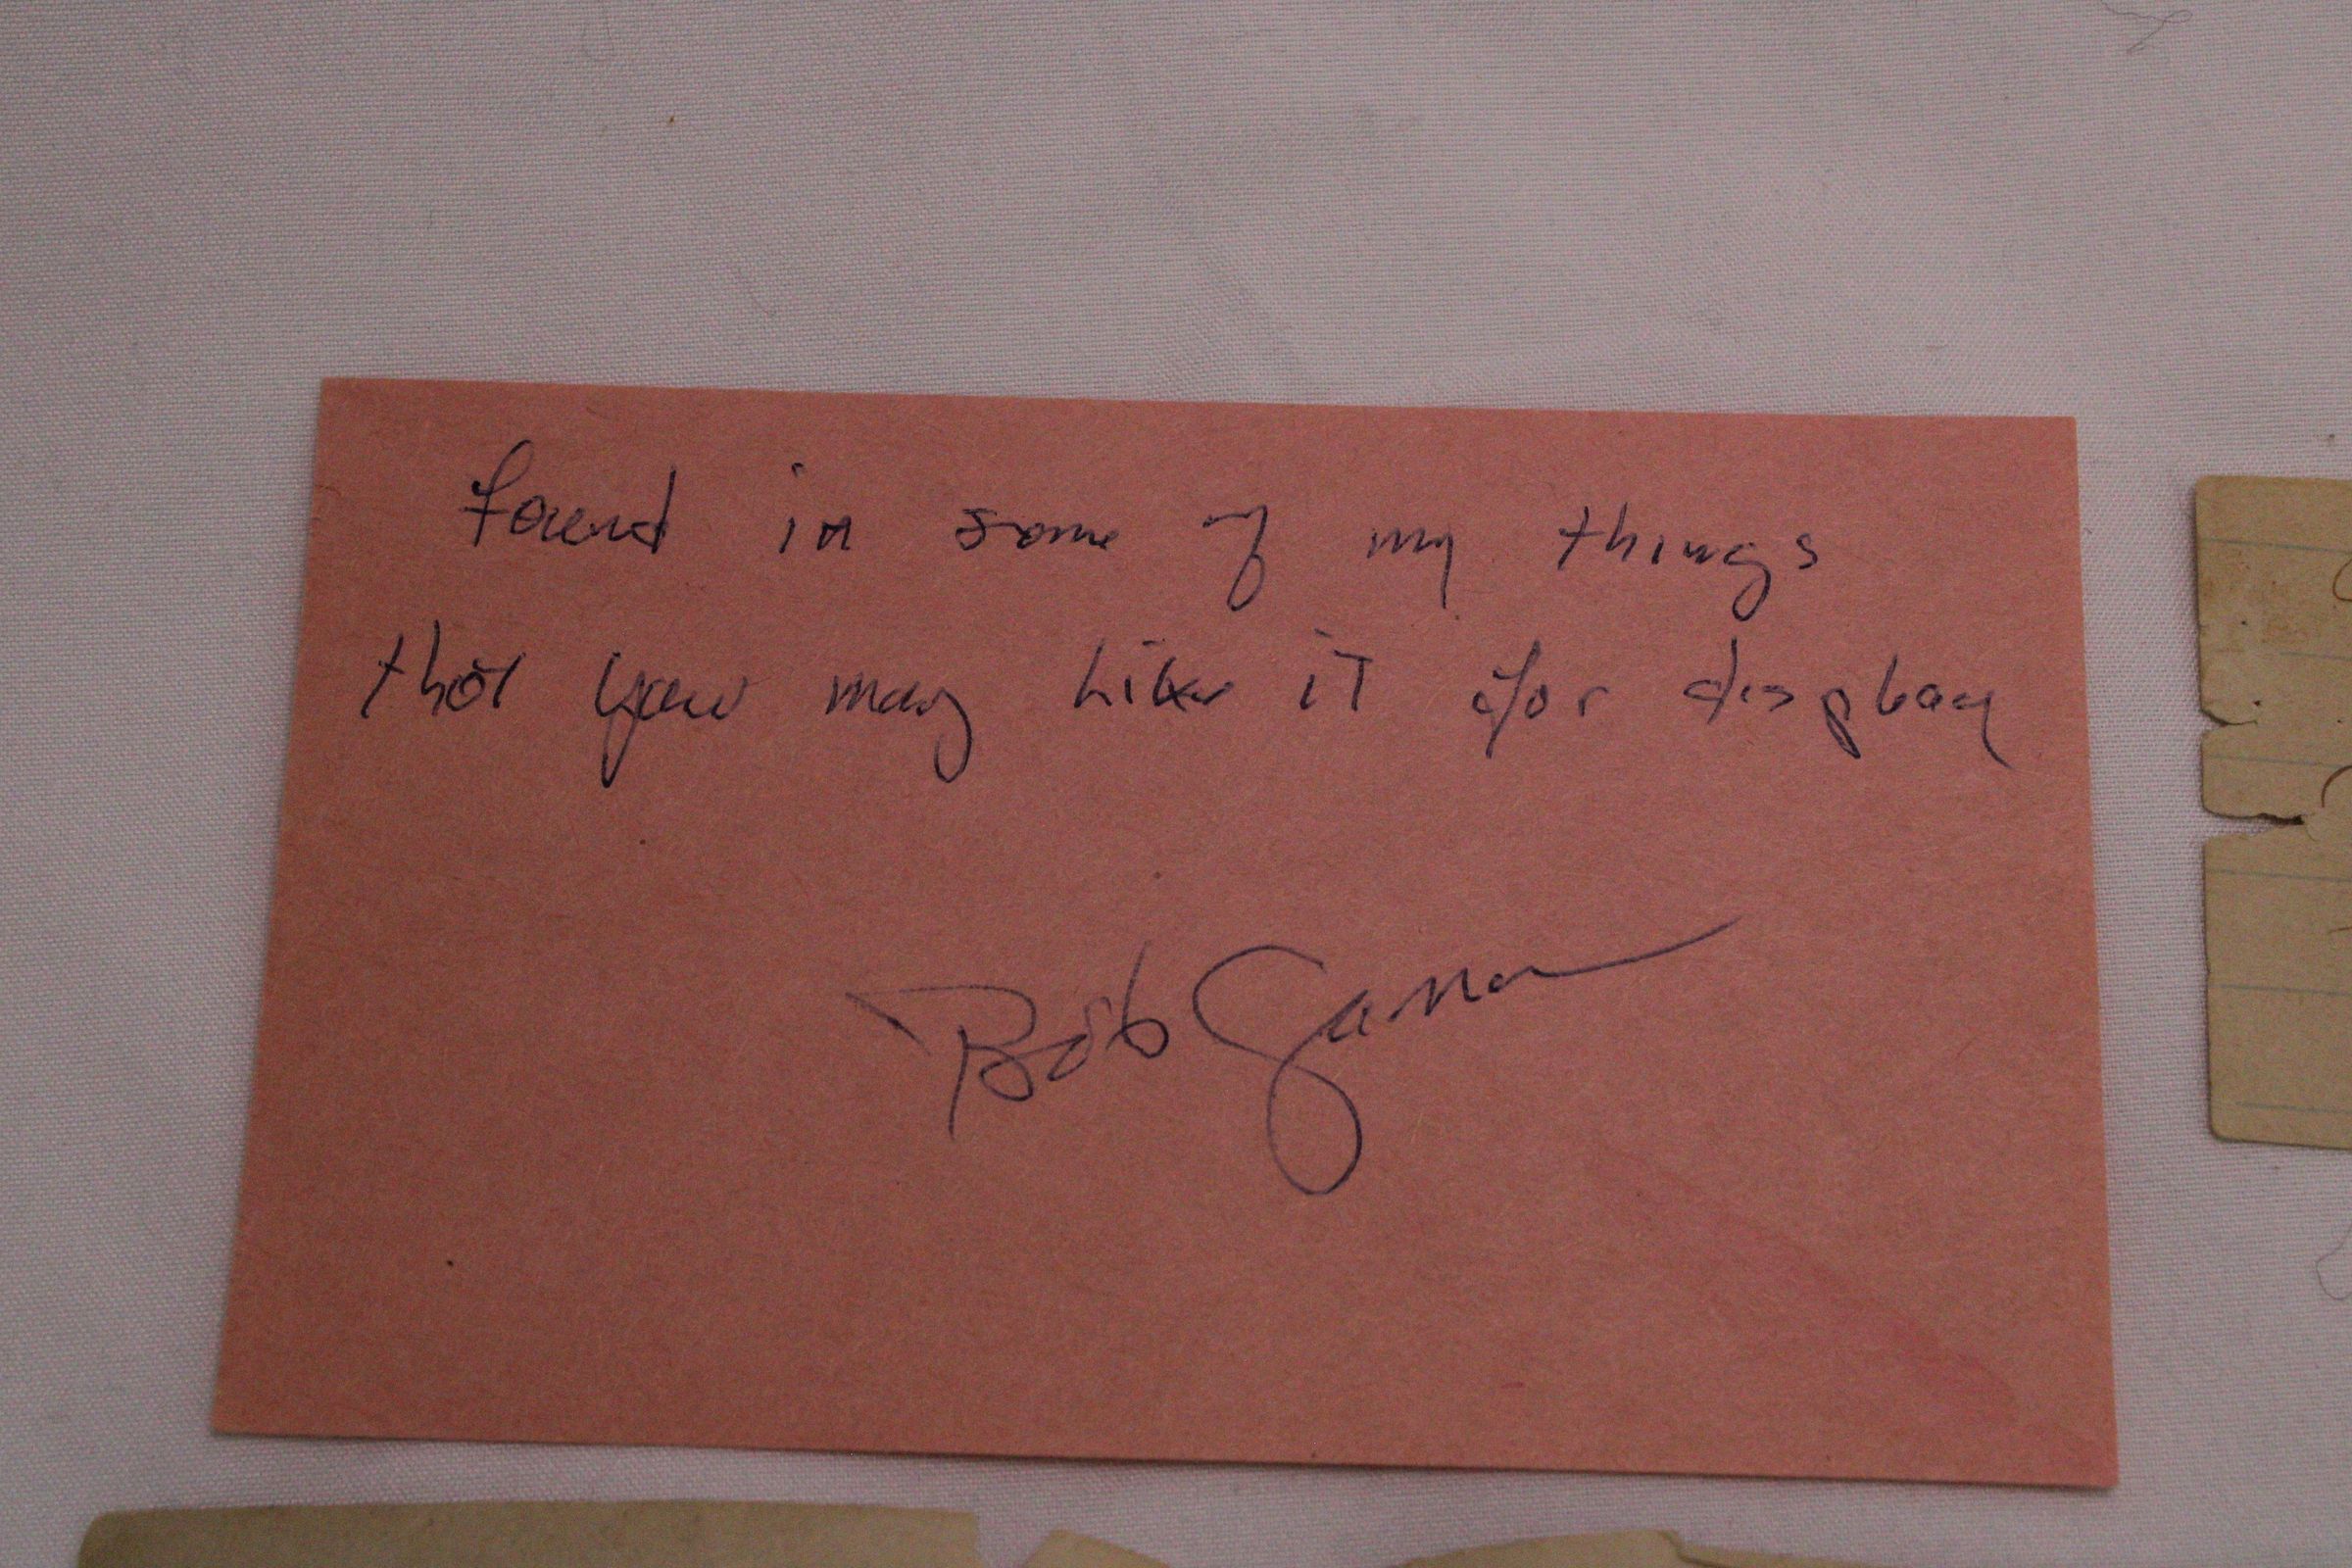 found in some of my things
that you may like it for display
Bob